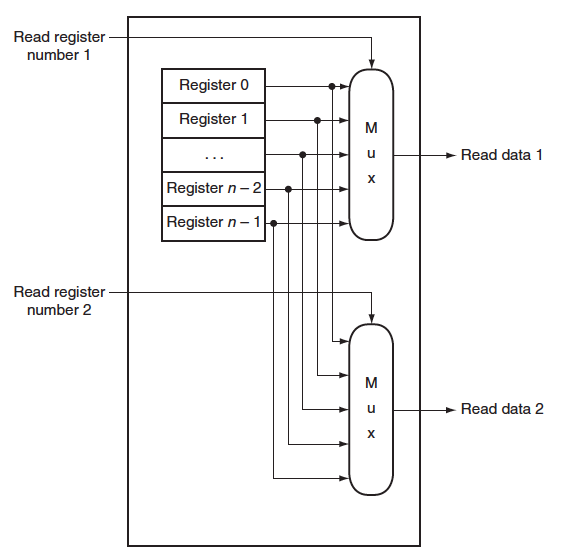 Read register
number 1
Register 0
Register 1
. . .
Register n – 2
Register n – 1
M
u
x
Read data 1
Read register
number 2
M
u
x
Read data 2